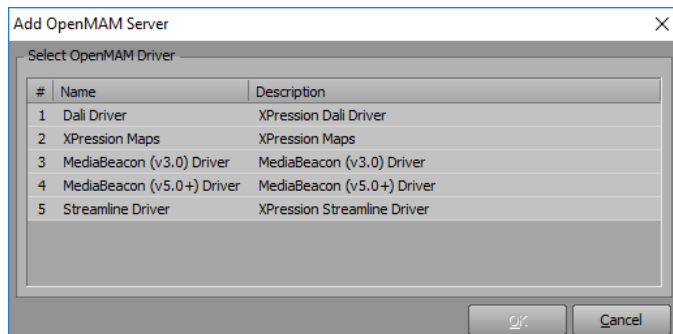 Add OpenMAM Server
Select OpenMAM Driver
# Name Description
1 Dali Driver XPression Dali Driver
2 XPression Maps XPression Maps
3 MediaBeacon (v3.0) Driver MediaBeacon (v3.0) Driver
4 MediaBeacon (v5.0+) Driver MediaBeacon (v5.0+) Driver
5 Streamline Driver XPression Streamline Driver
OK Cancel